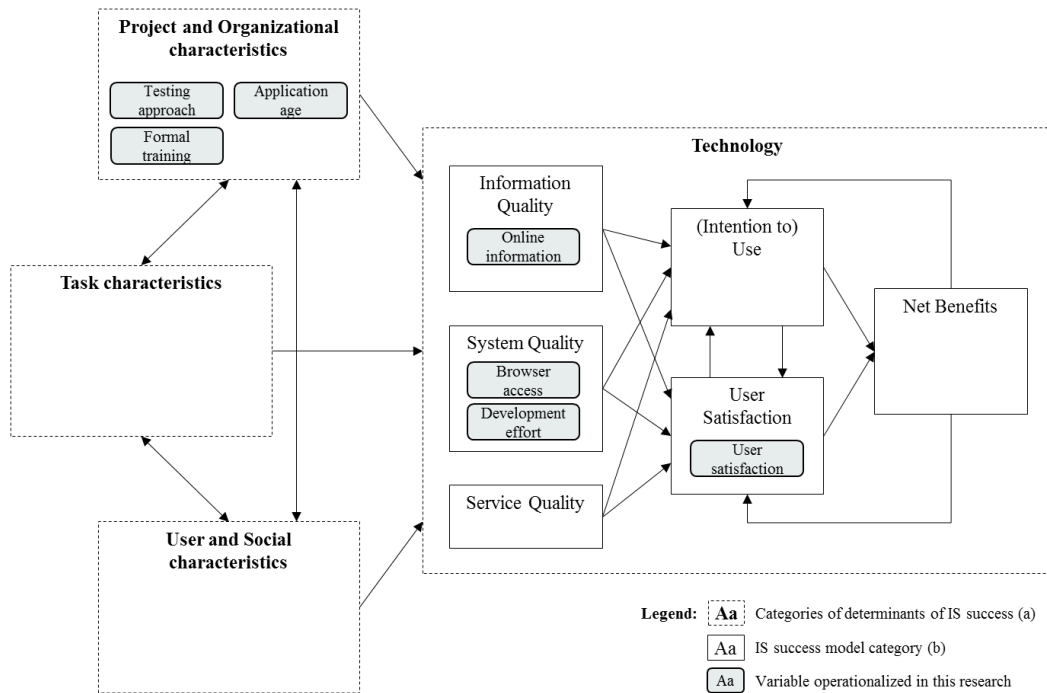 Project and Organizational
characteristics
Testing
approach
Application
age
Formal
training
Task characteristics
User and Social
characteristics
Technology
Information
Quality
Online
information
System Quality
Browser
access
Development
effort
Service Quality
(Intention to)
Use
User
Satisfaction
User
satisfaction
Net Benefits
Legend:
Aa Categories of determinants of IS success (a)
Aa IS success model category (b)
Aa Variable operationalized in this research